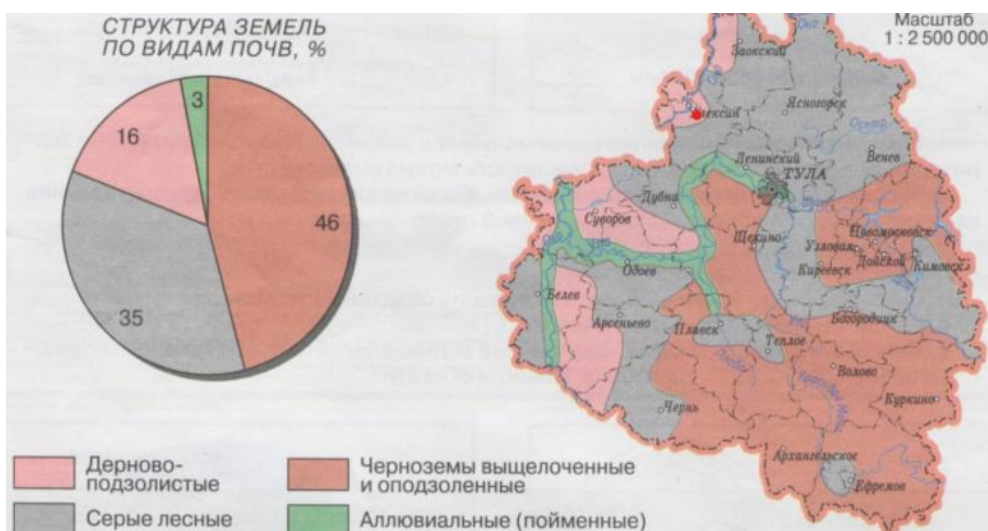 СТРУКТУРА ЗЕМЕЛЬ
ПО ВИДАМ ПОЧВ, %
3
16
46
35
Масштаб
1 : 2 500 000
Заокский
Ясногорск
Алексин
Ленинский
Венев
ТУЛА
Дубна
Суворов
Щекино
Новомосковск
Узловая
Донской
Киреевск
Кимовск
Одоев
Белев
Арсеньево
Плавск
Теплое
Богородицк
Волово
Куркино
Чернь
Красивая Меча
Архангельское
Ефремов
Дерново-
подзолистые
Серые лесные
Черноземы выщелоченные
и оподзоленные
Аллювиальные (пойменные)